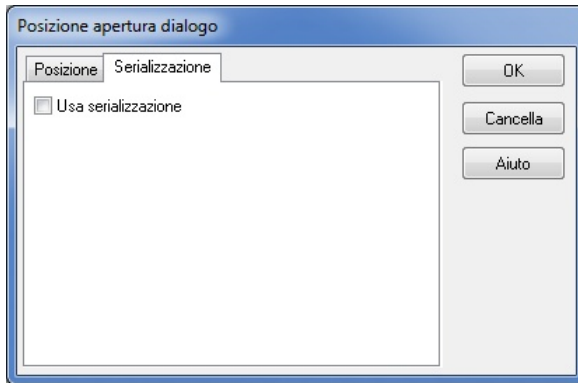 Posizione apertura dialogo
Posizione Serializzazione
OK
Usa serializzazione
Cancella
Aiuto